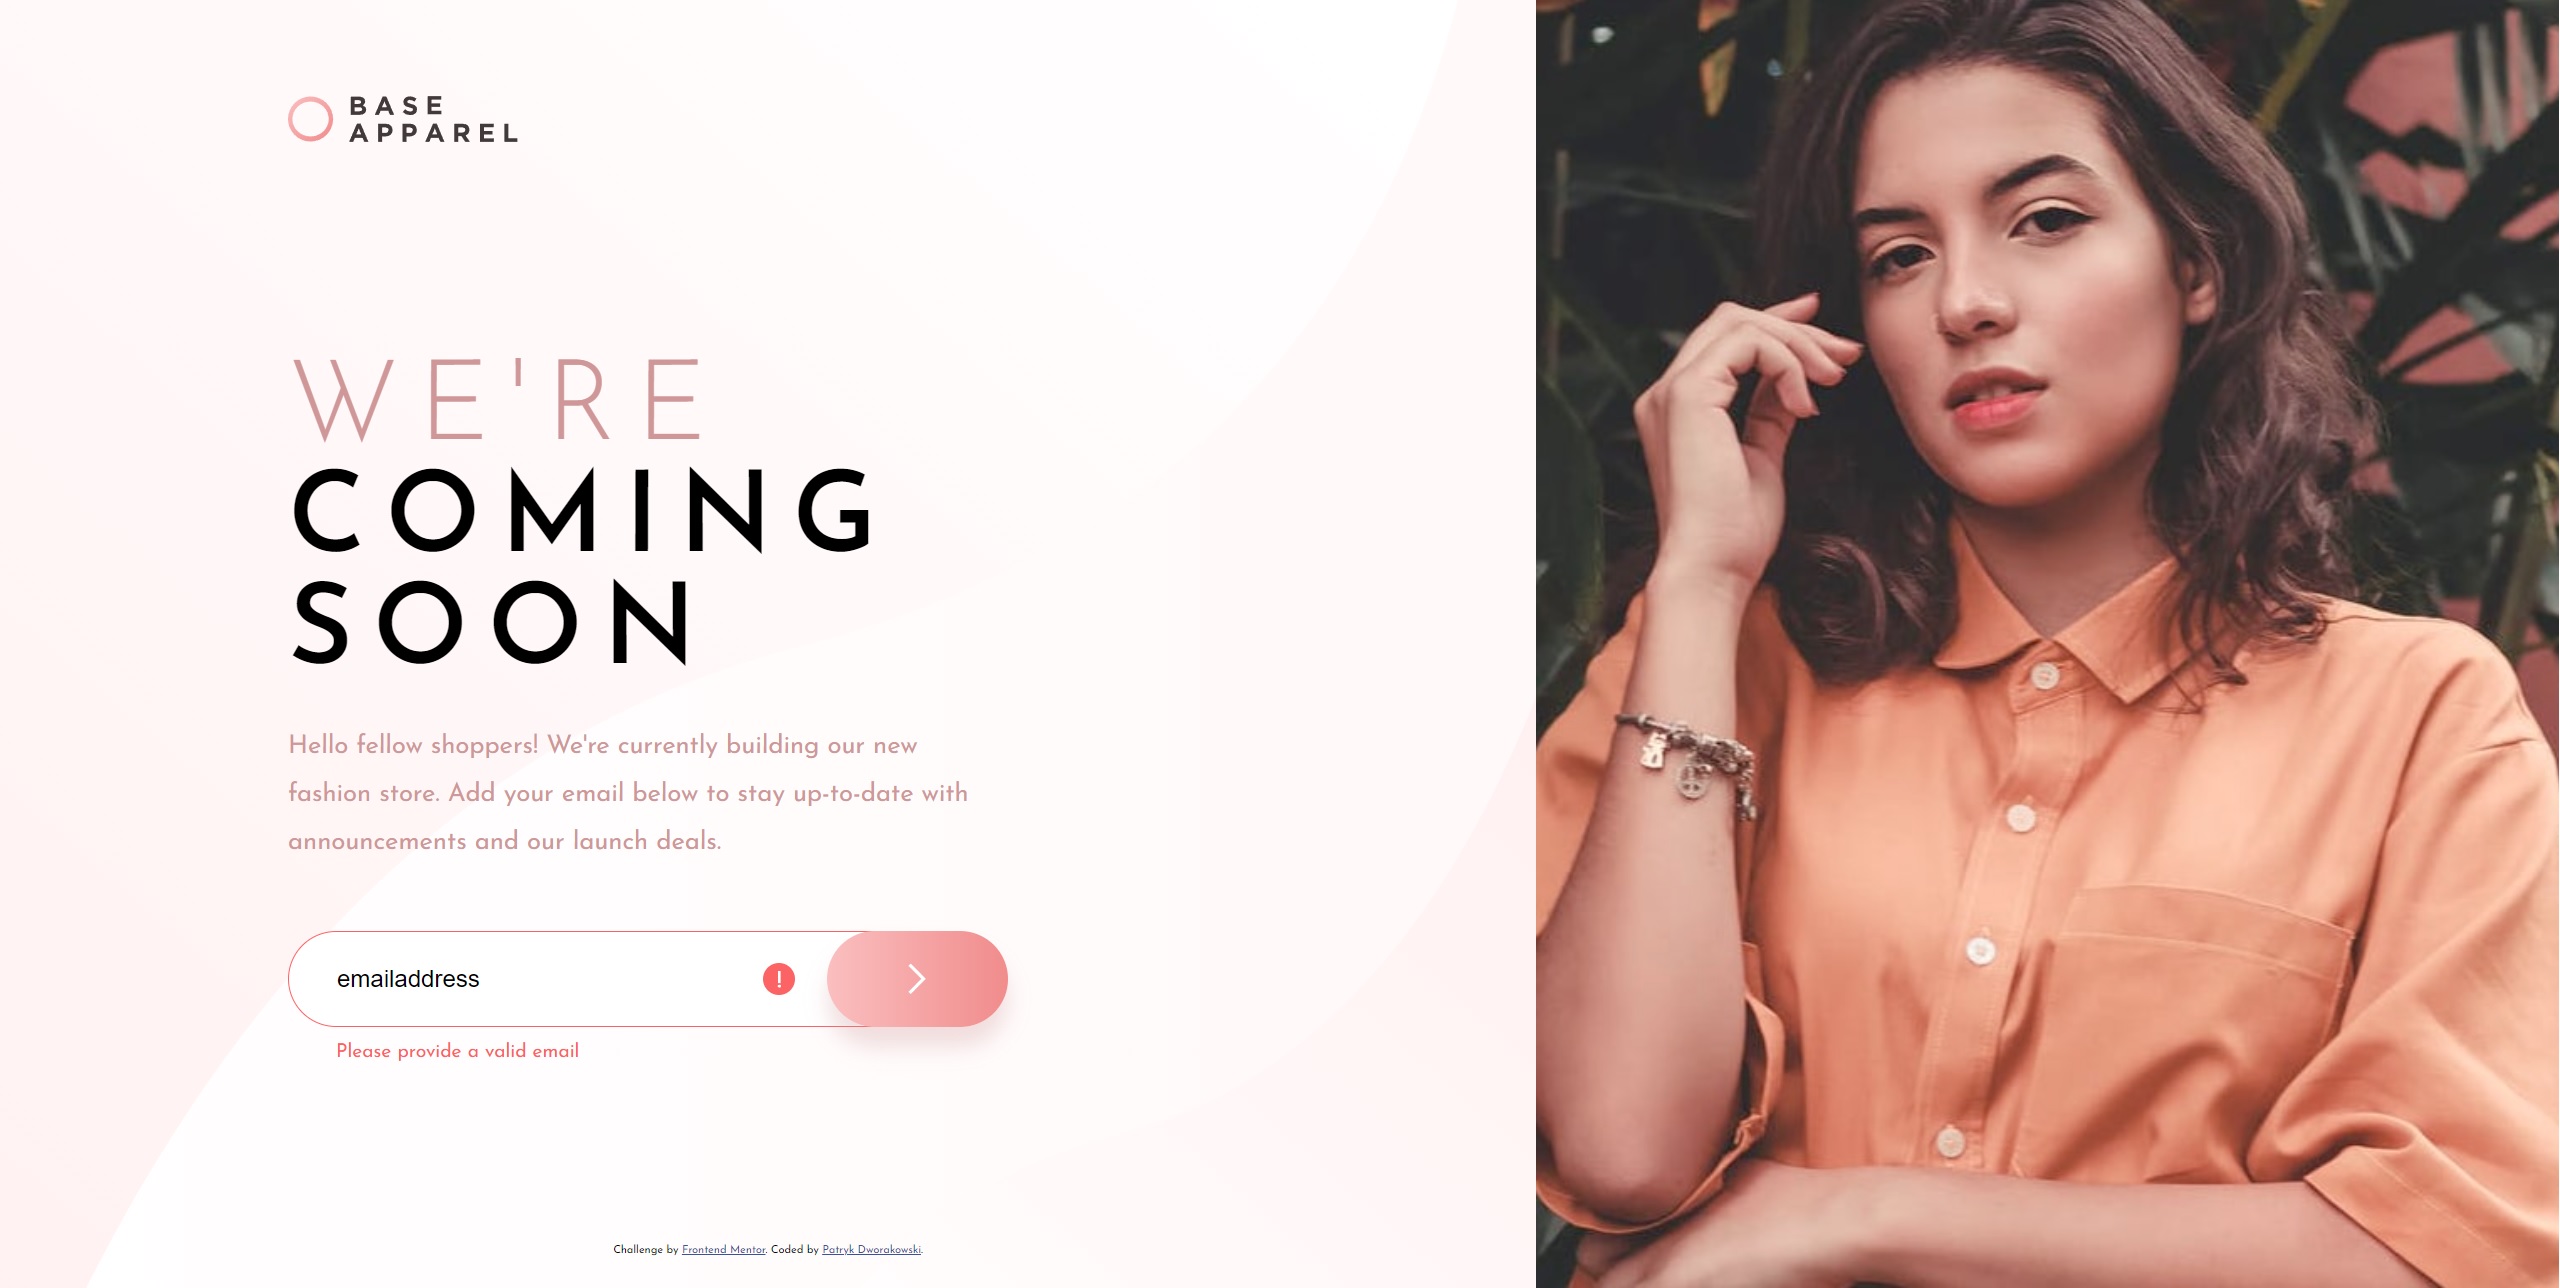 BASE
APPAREL
WE'RE
COMING
SOON
Hello fellow shoppers! We're currently building our new
fashion store. Add your email below to stay up-to-date with
announcements and our launch deals.
emailaddress
!
Please provide a valid email
Challenge by Frontend Mentor. Coded by Patryk Dworakowski.